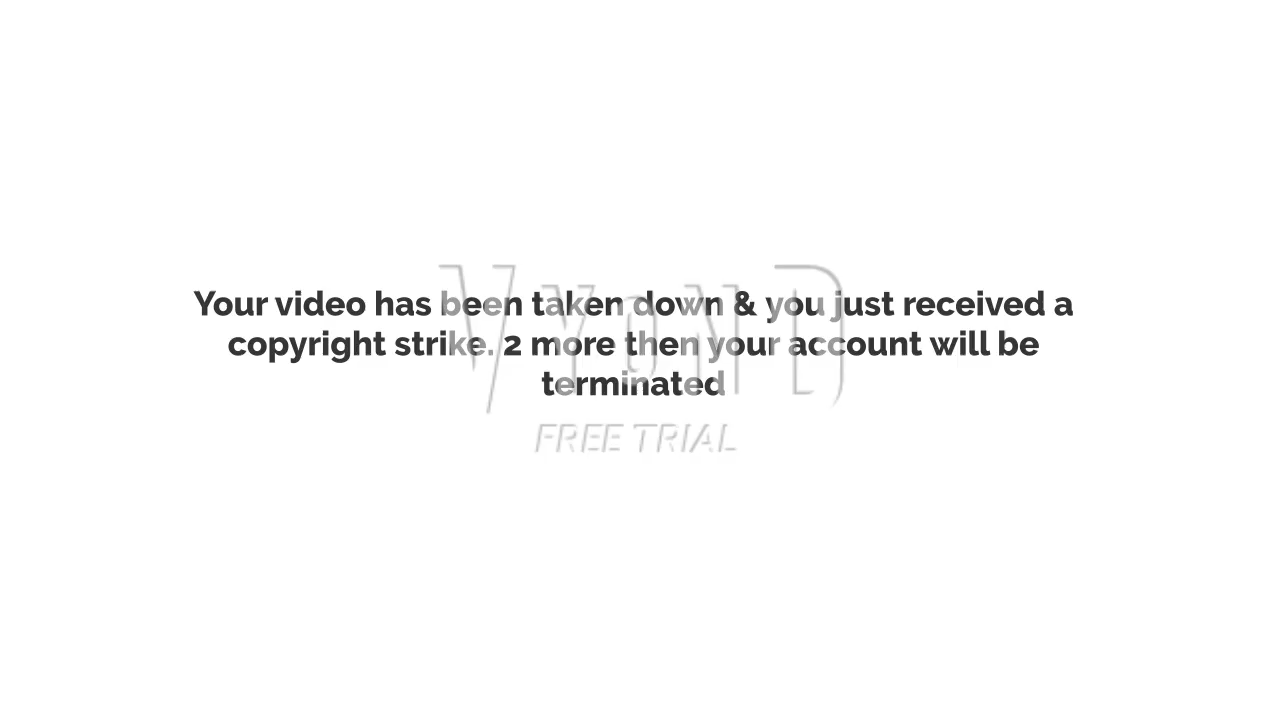 Your video has been taken down & you just received a
copyright strike. 2 more then your account will be
terminated
VYOND
FREE TRIAL